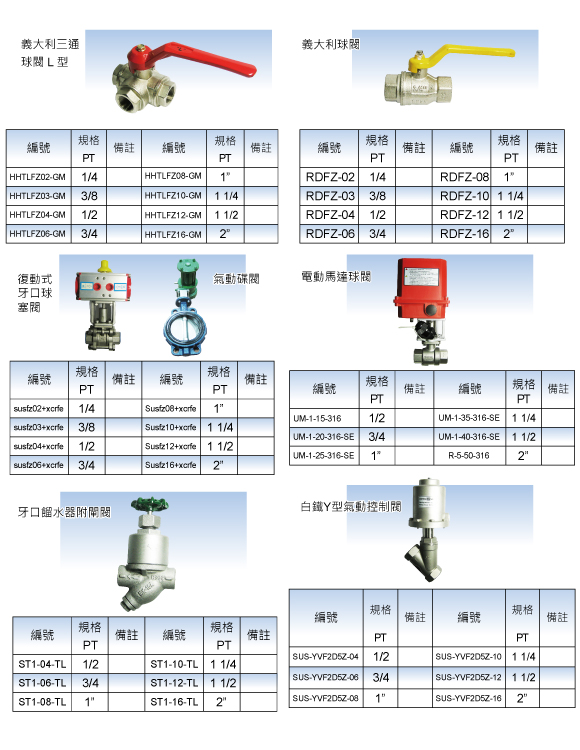 義大利三通
球閥 L 型
編號 規格 PT 備註 編號 規格 PT 備註
HHTLFZ02-GM 1/4 HHTLFZ08-GM 1”
HHTLFZ03-GM 3/8 HHTLFZ10-GM 1 1/4
HHTLFZ04-GM 1/2 HHTLFZ12-GM 1 1/2
HHTLFZ06-GM 3/4 HHTLFZ16-GM 2”
義大利球閥
編號 規格 PT 備註 編號 規格 PT 備註
RDFZ-02 1/4 RDFZ-08 1”
RDFZ-03 3/8 RDFZ-10 1 1/4
RDFZ-04 1/2 RDFZ-12 1 1/2
RDFZ-06 3/4 RDFZ-16 2”
復動式
牙口球
塞閥
氣動碟閥
編號 規格 PT 備註 編號 規格 PT 備註
susfz02+xcrfe 1/4 Susfz08+xcrfe 1”
susfz03+xcrfe 3/8 Susfz10+xcrfe 1 1/4
susfz04+xcrfe 1/2 Susfz12+xcrfe 1 1/2
susfz06+xcrfe 3/4 Susfz16+xcrfe 2”
電動馬達球閥
編號 規格 PT 備註 編號 規格 PT 備註
UM-1-15-316 1/2 UM-1-35-316-SE 1 1/4
UM-1-20-316-SE 3/4 UM-1-40-316-SE 1 1/2
UM-1-25-316-SE 1” R-5-50-316 2”
牙口餾水器附閘閥
編號 規格 PT 備註 編號 規格 PT 備註
ST1-04-TL 1/2 ST1-10-TL 1 1/4
ST1-06-TL 3/4 ST1-12-TL 1 1/2
ST1-08-TL 1” ST1-16-TL 2”
白鐵Y型氣動控制閥
編號 規格 PT 備註 編號 規格 PT 備註
SUS-YVF2D5Z-04 1/2 SUS-YVF2D5Z-10 1 1/4
SUS-YVF2D5Z-06 3/4 SUS-YVF2D5Z-12 1 1/2
SUS-YVF2D5Z-08 1” SUS-YVF2D5Z-16 2”